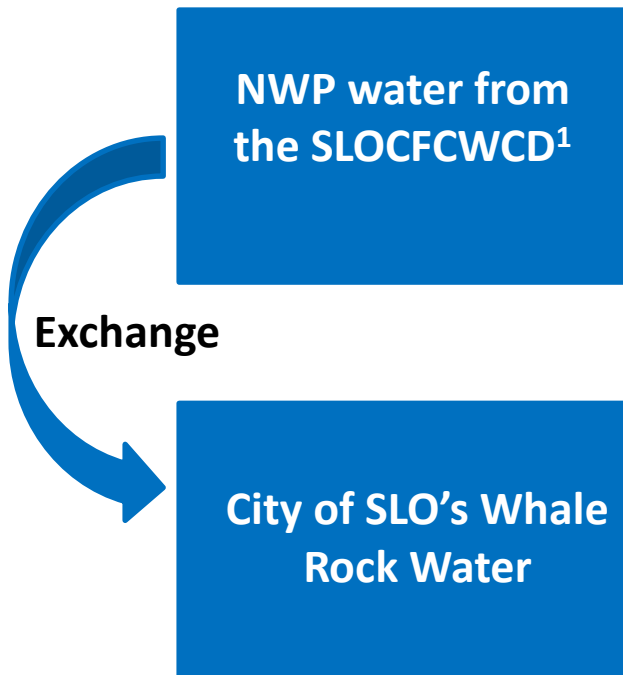 NWP water from
the SLOCFCWCD¹
Exchange
City of SLO’s Whale
Rock Water